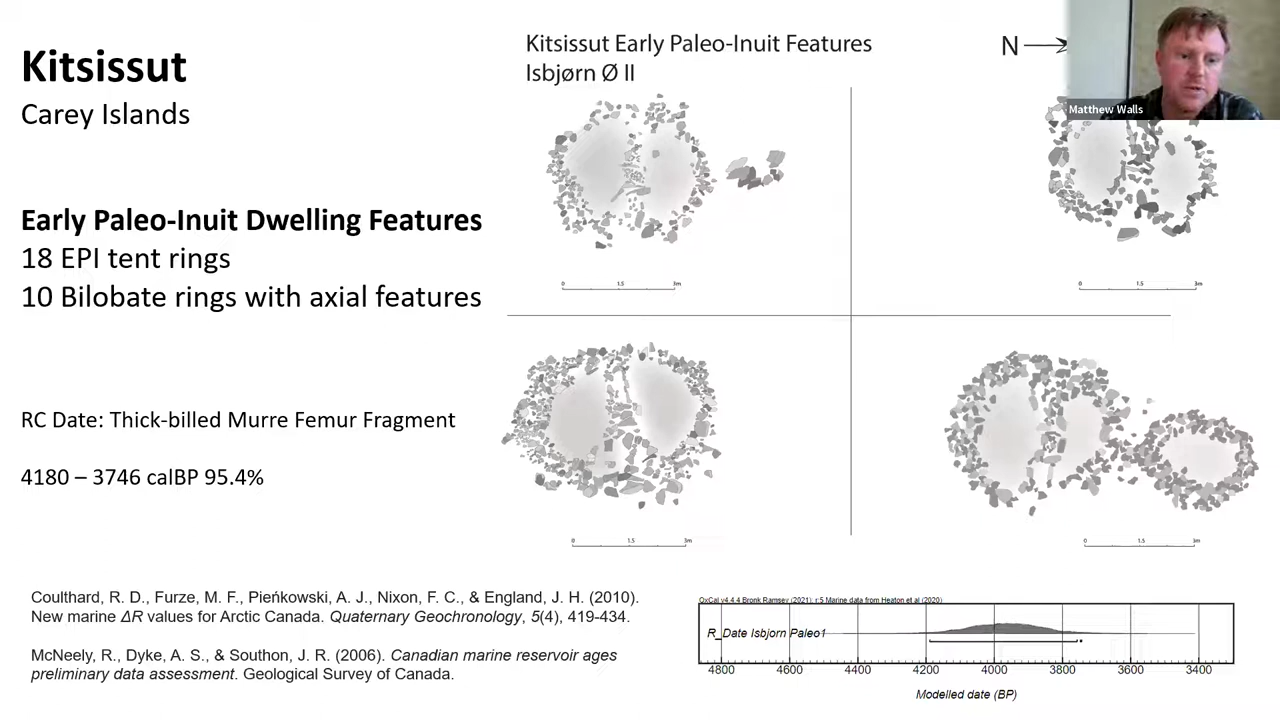 Kitsissut
Carey Islands
Early Paleo-Inuit Dwelling Features
18 EPI tent rings
10 Bilobate rings with axial features
RC Date: Thick-billed Murre Femur Fragment
4180 – 3746 calBP 95.4%
Coulthard, R. D., Furze, M. F., Pieńkowski, A. J., Nixon, F. C., & England, J. H. (2010).
New marine ΔR values for Arctic Canada. Quaternary Geochronology, 5(4), 419-434.
McNeely, R., Dyke, A. S., & Southon, J. R. (2006). Canadian marine reservoir ages
preliminary data assessment. Geological Survey of Canada.
Kitsissut Early Paleo-Inuit Features
Isbjørn Ø II
N
Matthew Walls
0 1.5 3m
0 1.5 3m
0 1.5 3m
0 1.5 3m
OxCal v4.4.4 Bronk Ramsey (2021); r:5 Marine data from Heaton et al (2020)
R_Date Isbjorn Paleo1
4800 4600 4400 4200 4000 3800 3600 3400
Modelled date (BP)